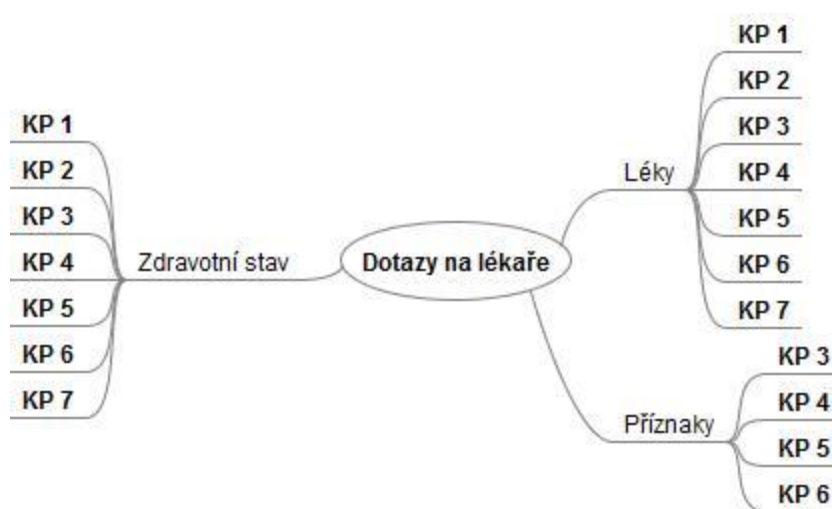 Dotazy na lékaře
Zdravotní stav
KP 1
KP 2
KP 3
KP 4
KP 5
KP 6
KP 7
Léky
KP 1
KP 2
KP 3
KP 4
KP 5
KP 6
KP 7
Příznaky
KP 3
KP 4
KP 5
KP 6